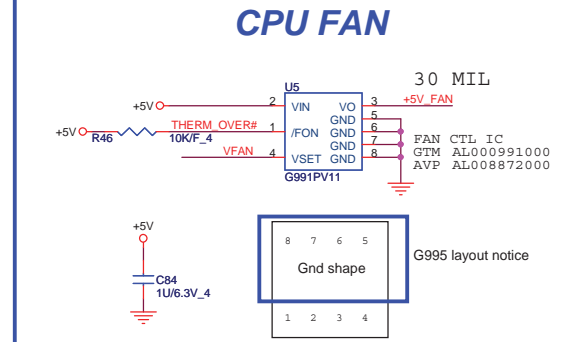 CPU FAN
30 MIL
U5
+5V
2
VIN
VO
3
+5V_FAN
GND
5
+5V
R46
10K/F_4
THERM_OVER#
1
/FON
GND
6
GND
7
VFAN
4
VSET
GND
8
G991PV11
FAN CTL IC
GTM AL000991000
AVP AL008872000
+5V
C84
1U/6.3V_4
8 7 6 5
Gnd shape
G995 layout notice
1 2 3 4